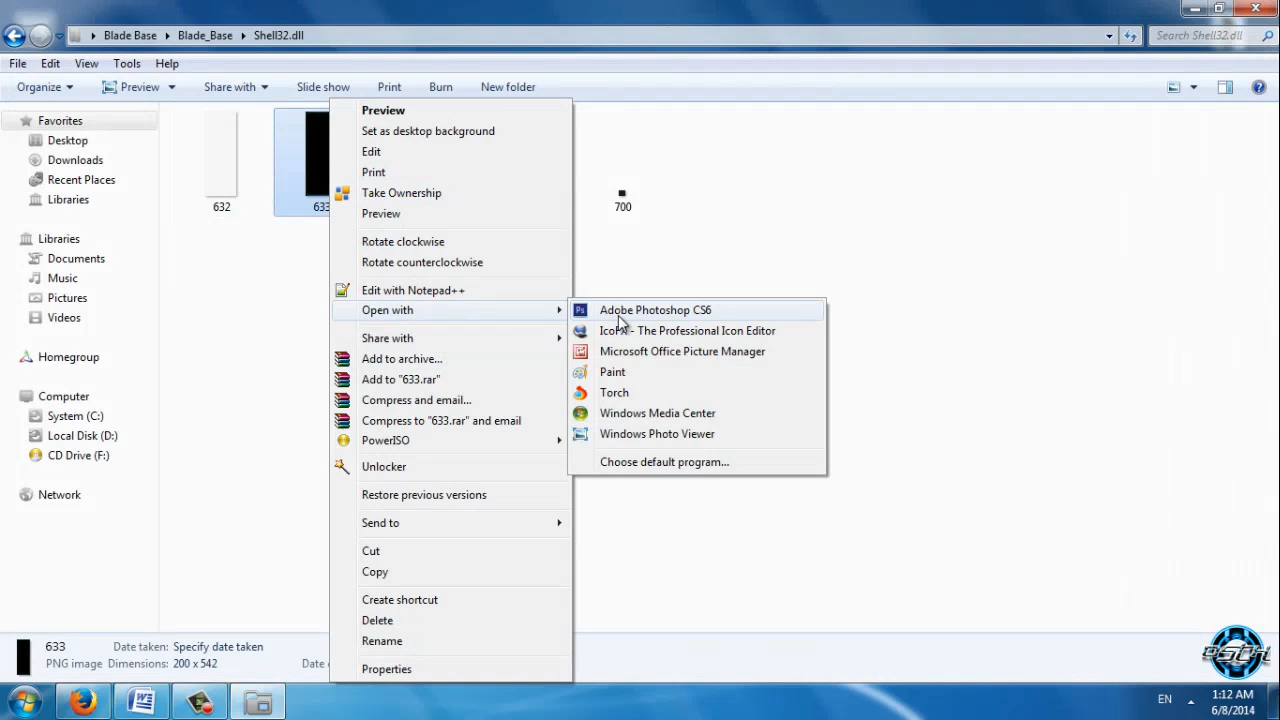 Blade Base
Blade_Base
Shell32.dll
Search Shell32.dll
File
Edit
View
Tools
Help
Organize
Preview
Share with
Slide show
Print
Burn
New folder
Favorites
Desktop
Downloads
Recent Places
Libraries
Libraries
Documents
Music
Pictures
Videos
Homegroup
Computer
System (C:)
Local Disk (D:)
CD Drive (F:)
Network
632
633
700
Preview
Set as desktop background
Edit
Print
Take Ownership
Preview
Rotate clockwise
Rotate counterclockwise
Edit with Notepad++
Open with
Share with
Add to archive...
Add to "633.rar"
Compress and email...
Compress to "633.rar" and email
PowerISO
Unlocker
Restore previous versions
Send to
Cut
Copy
Create shortcut
Delete
Rename
Properties
Ps
Adobe Photoshop CS6
- The Professional Icon Editor
Microsoft Office Picture Manager
Paint
Torch
Windows Media Center
Windows Photo Viewer
Choose default program...
633
Date taken: Specify date taken
PNG image
Dimensions: 200 x 542
EN
1:12 AM
6/8/2014